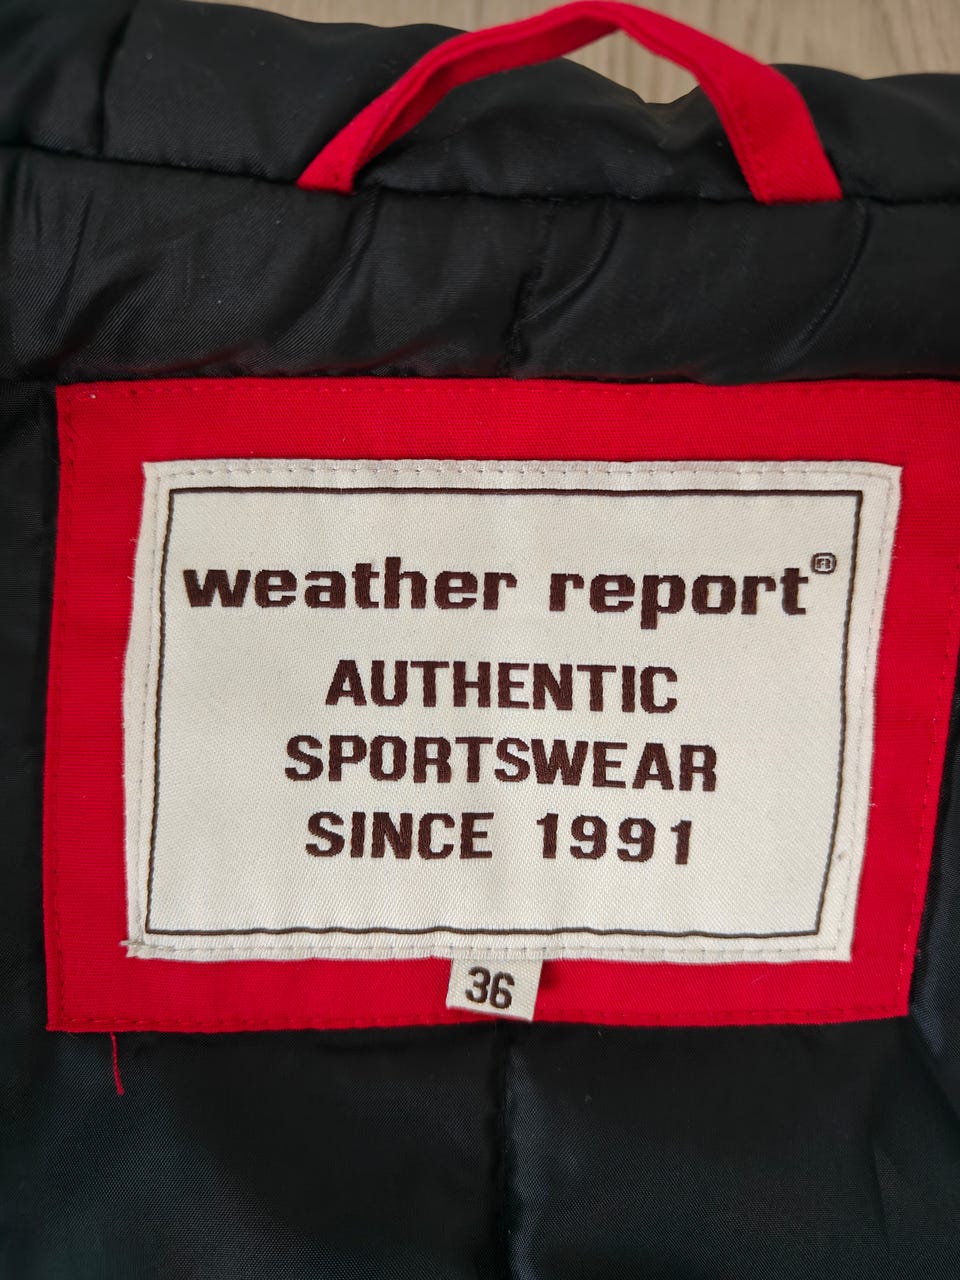 weather report®
AUTHENTIC
SPORTSWEAR
SINCE 1991
36